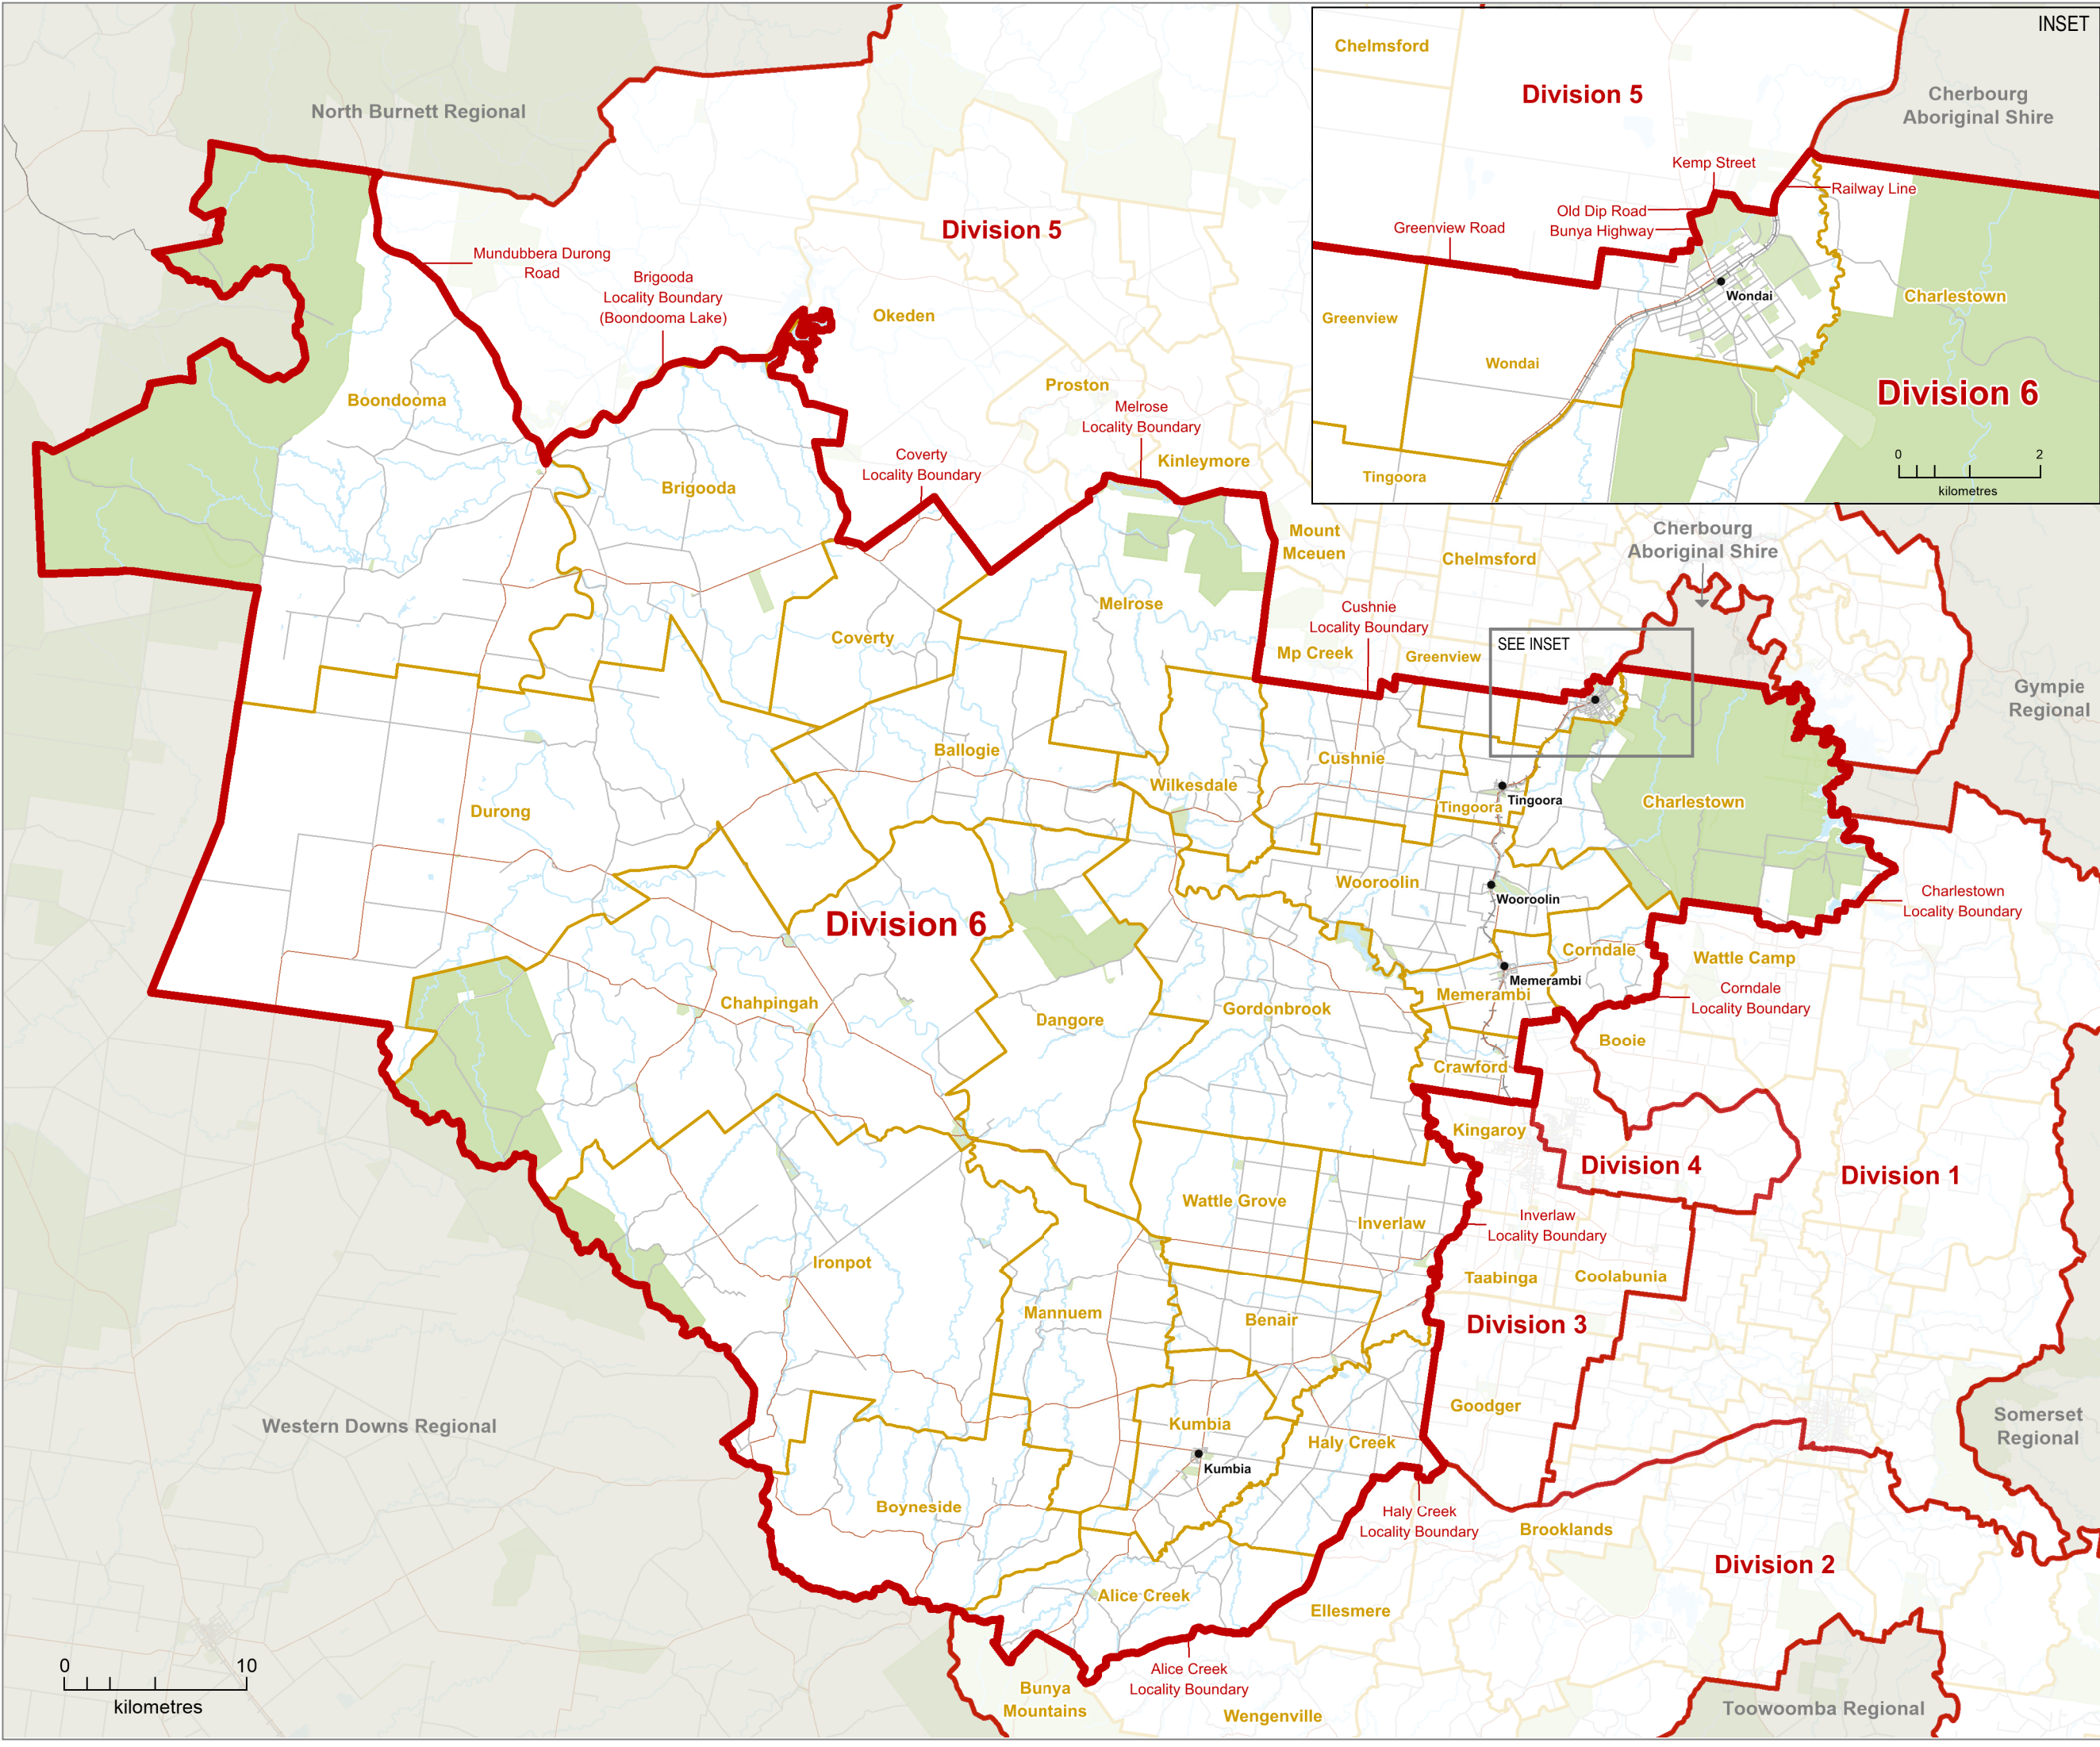 INSET
Chelmsford
Division 5
Cherbourg
Aboriginal Shire
Kemp Street
Railway Line
Old Dip Road
Bunya Highway
Greenview Road
Wondai
Charlestown
Greenview
Wondai
Division 6
Tingoora
0
2
kilometres
North Burnett Regional
Division 5
Mundubbera Durong
Road
Brigooda
Locality Boundary
(Boondooma Lake)
Okeden
Proston
Boondooma
Melrose
Locality Boundary
Kinleymore
Coverty
Locality Boundary
Brigooda
Mount
Mceuen
Chelmsford
Cherbourg
Aboriginal Shire
Melrose
Cushnie
Locality Boundary
Coverty
Mp Creek
Greenview
SEE INSET
Gympie
Regional
Ballogie
Cushnie
Wilkesdale
Tingoora
Tingoora
Charlestown
Durong
Wooroolin
Wooroolin
Charlestown
Locality Boundary
Division 6
Corndale
Wattle Camp
Memerambi
Memerambi
Corndale
Locality Boundary
Chahpingah
Dangore
Gordonbrook
Booie
Crawford
Kingaroy
Division 4
Division 1
Wattle Grove
Inverlaw
Inverlaw
Locality Boundary
Ironpot
Taabinga
Coolabunia
Mannuem
Benair
Division 3
Goodger
Western Downs Regional
Kumbia
Haly Creek
Somerset
Regional
Kumbia
Boyneside
Haly Creek
Locality Boundary
Brooklands
Division 2
Alice Creek
Ellesmere
Alice Creek
Locality Boundary
Bunya
Mountains
Wengenville
Toowoomba Regional
0
10
kilometres